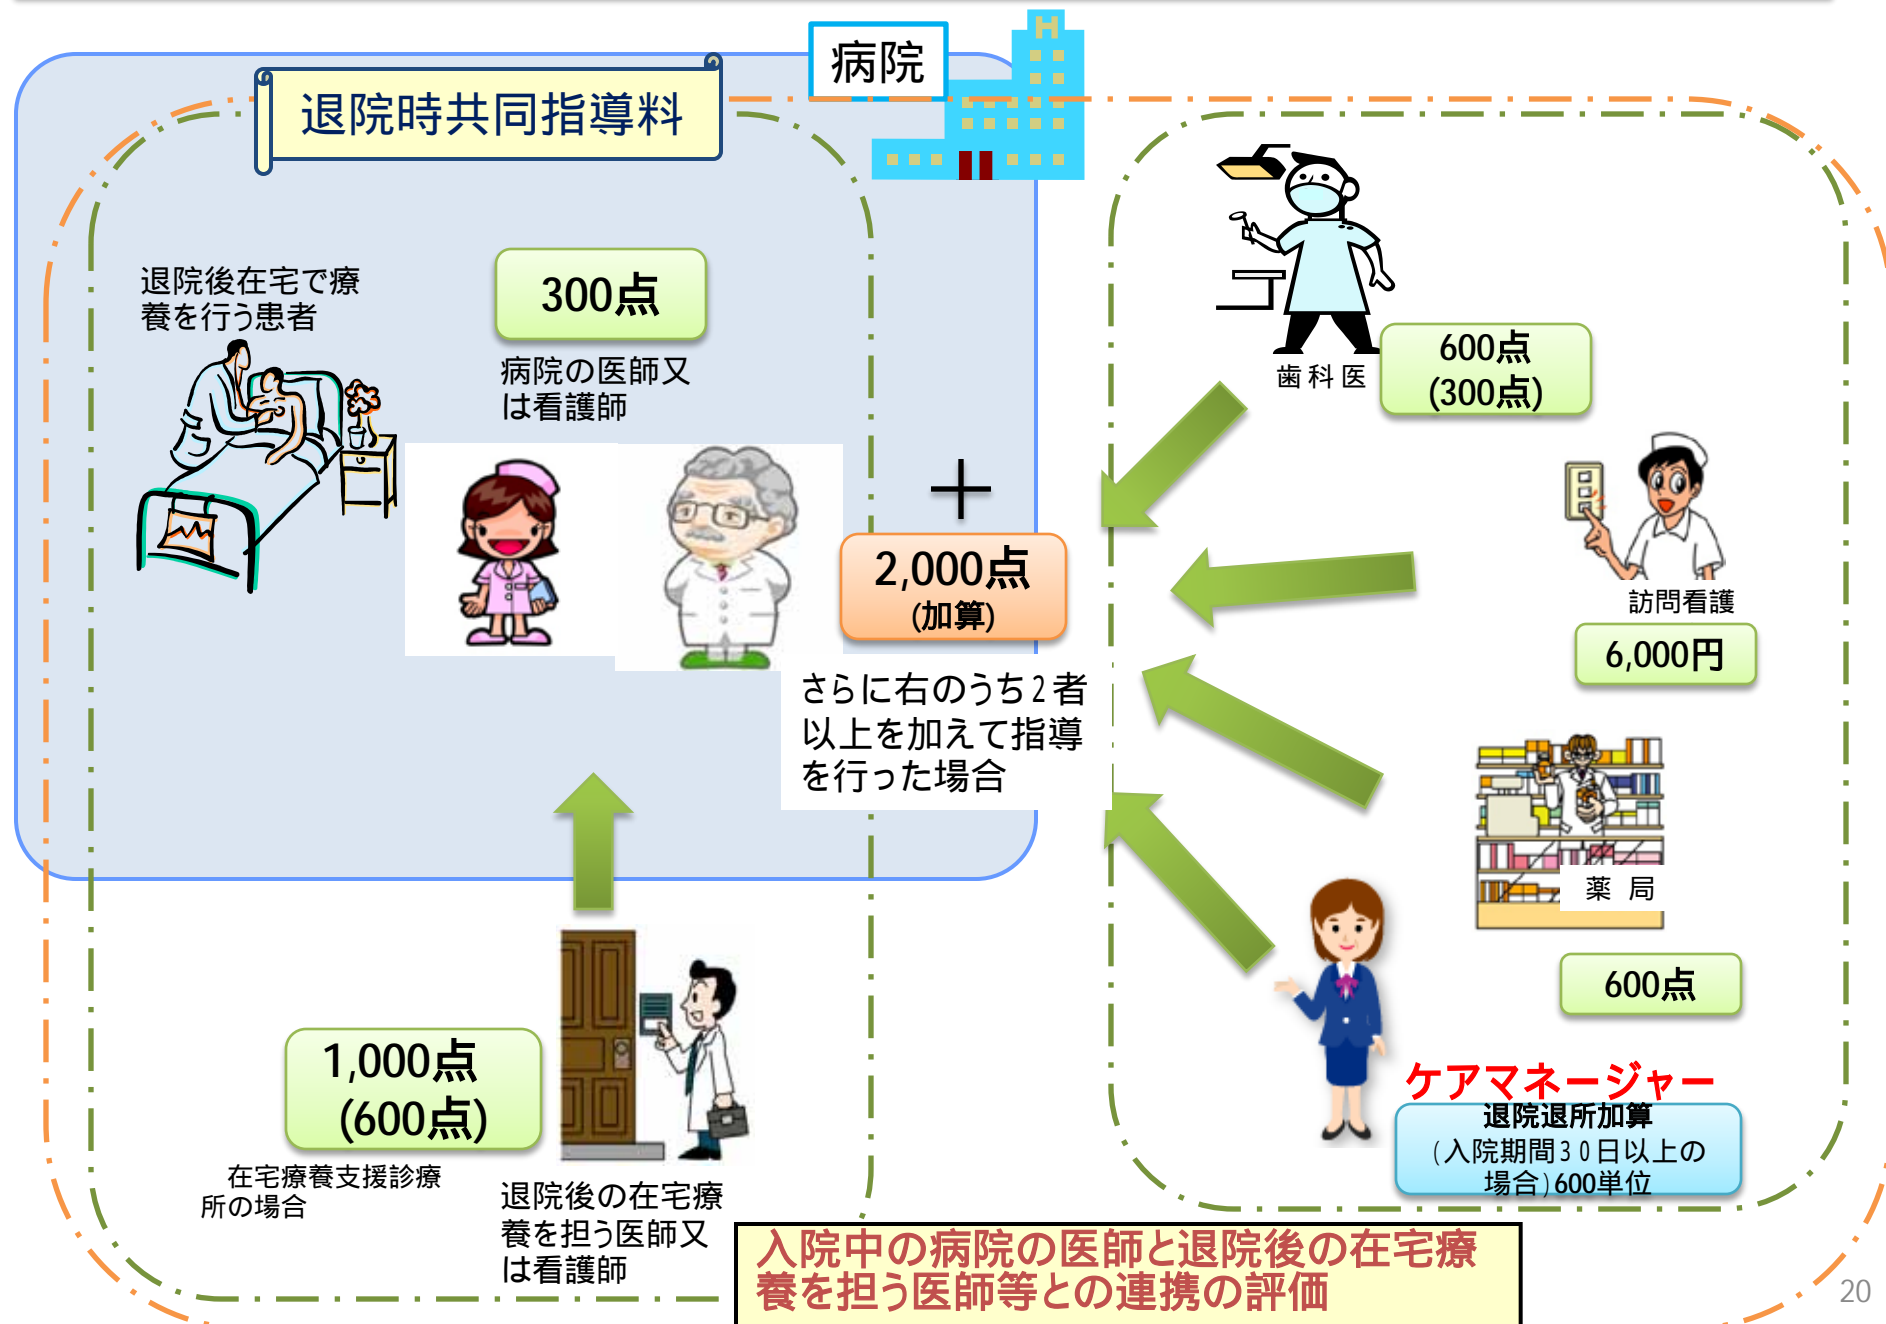 病院
H
退院時共同指導料
退院後在宅で療
養を行う患者
300点
病院の医師又
は看護師
+
2,000点
(加算)
さらに右のうち2者
以上を加えて指導
を行った場合
歯科医
600点
(300点)
訪問看護
6,000円
薬局
600点
ケアマネージャー
退院退所加算
(入院期間30日以上の
場合)600単位
1,000点
(600点)
在宅療養支援診療
所の場合
退院後の在宅療
養を担う医師又
は看護師
入院中の病院の医師と退院後の在宅療
養を担う医師等との連携の評価
20